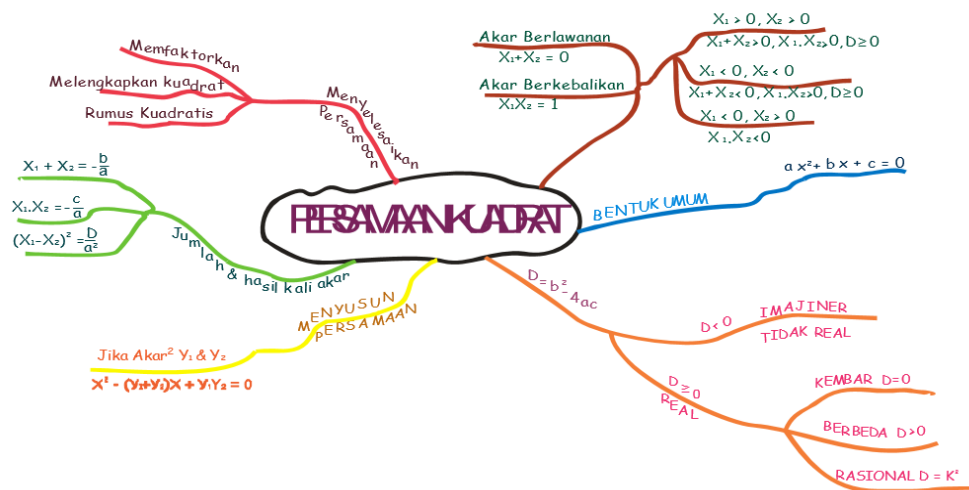 PERSAMAAN KUADRAT
Memfaktorkan
Melengkapkan kuadrat
Rumus Kuadratis
Menyelesaikan
Persamaan
Akar Berlawanan
X₁+X₂ = 0
Akar Berkebalikan
X₁X₂ = 1
X₁ > 0, X₂ > 0
X₁+X₂>0, X₁.X₂>0, D≥0
X₁ < 0, X₂ < 0
X₁+X₂<0, X₁.X₂>0, D≥0
X₁ < 0, X₂ > 0
X₁.X₂<0
BENTUK UMUM
ax²+ bx + c = 0
X₁ + X₂ = -b/a
X₁.X₂ = -c/a
(X₁-X₂)² = D/a²
Jumlah & hasil kali akar
MENYUSUN
PERSAMAAN
Jika Akar² Y₁ & Y₂
X² - (Y₁+Y₂)X + Y₁Y₂ = 0
D=b²-4ac
D<0
IMAJINER
TIDAK REAL
D≥0
REAL
KEMBAR D=0
BERBEDA D>0
RASIONAL D = K²